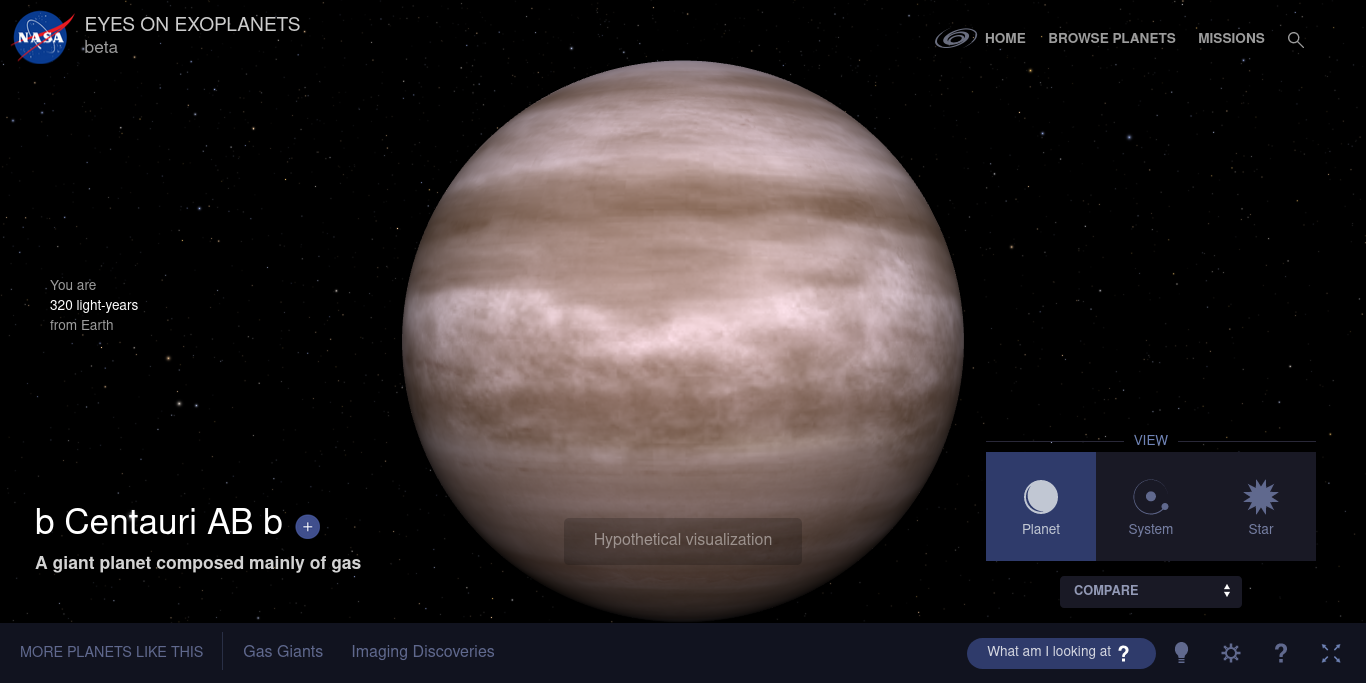 NASA
EYES ON EXOPLANETS
beta
HOME
BROWSE PLANETS
MISSIONS
You are
320 light-years
from Earth
VIEW
Planet
System
Star
b Centauri AB b +
A giant planet composed mainly of gas
Hypothetical visualization
COMPARE
MORE PLANETS LIKE THIS
Gas Giants
Imaging Discoveries
What am I looking at ?
?